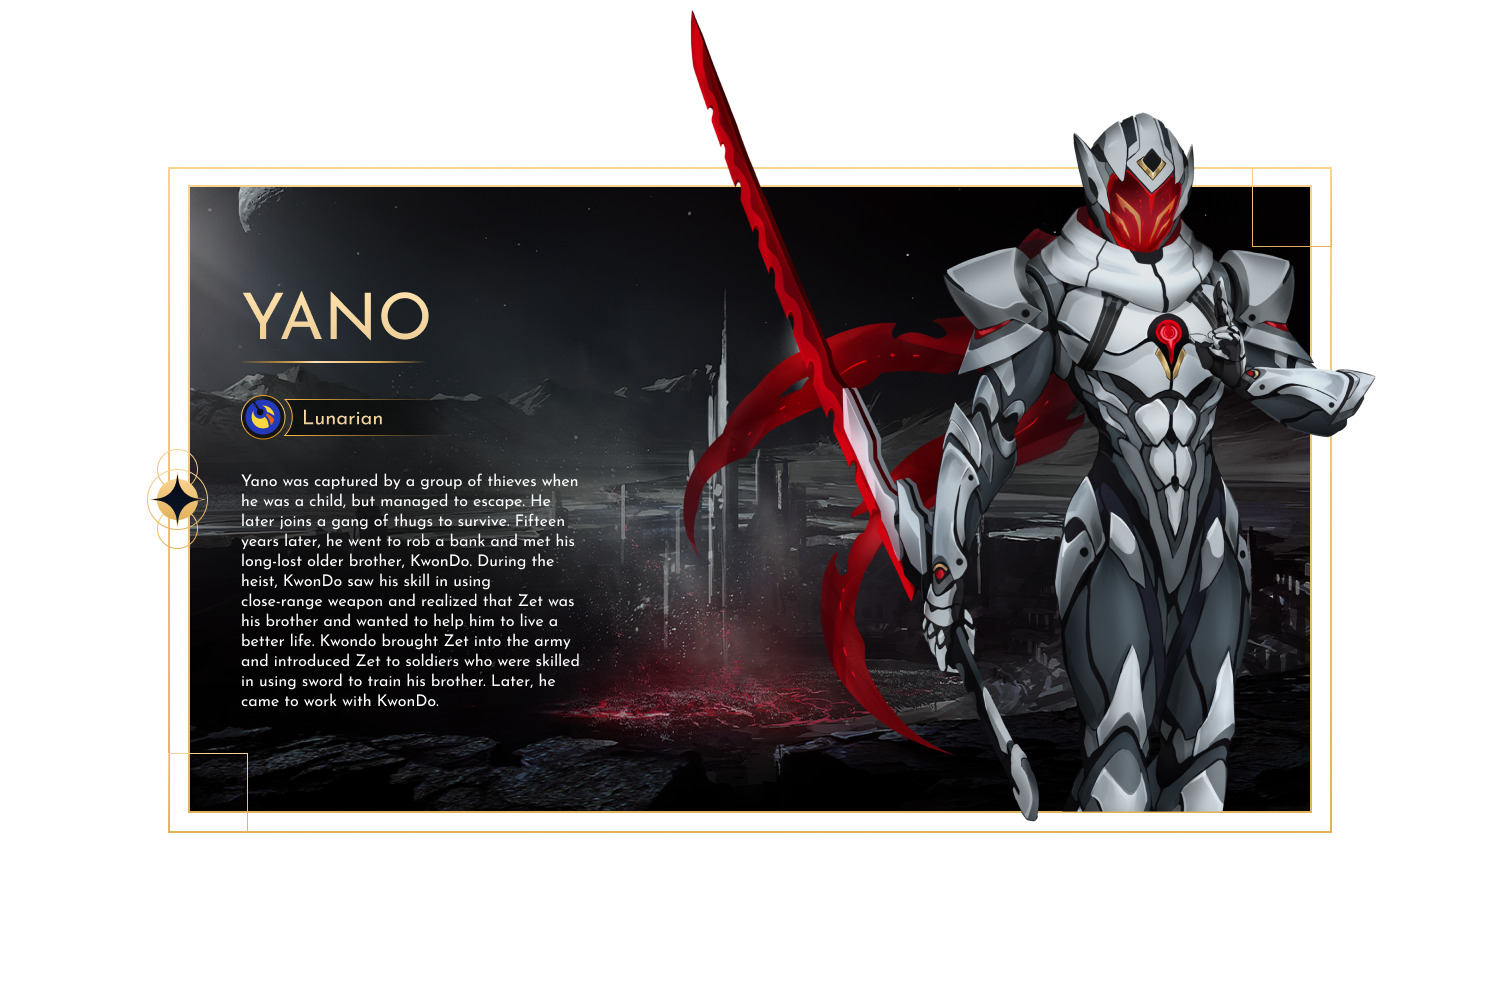 YANO
Lunarian
Yano was captured by a group of thieves when
he was a child, but managed to escape. He
later joins a gang of thugs to survive. Fifteen
years later, he went to rob a bank and met his
long-lost older brother, KwonDo. During the
heist, KwonDo saw his skill in using
close-range weapon and realized that Zet was
his brother and wanted to help him to live a
better life. Kwondo brought Zet into the army
and introduced Zet to soldiers who were skilled
in using sword to train his brother. Later, he
came to work with KwonDo.